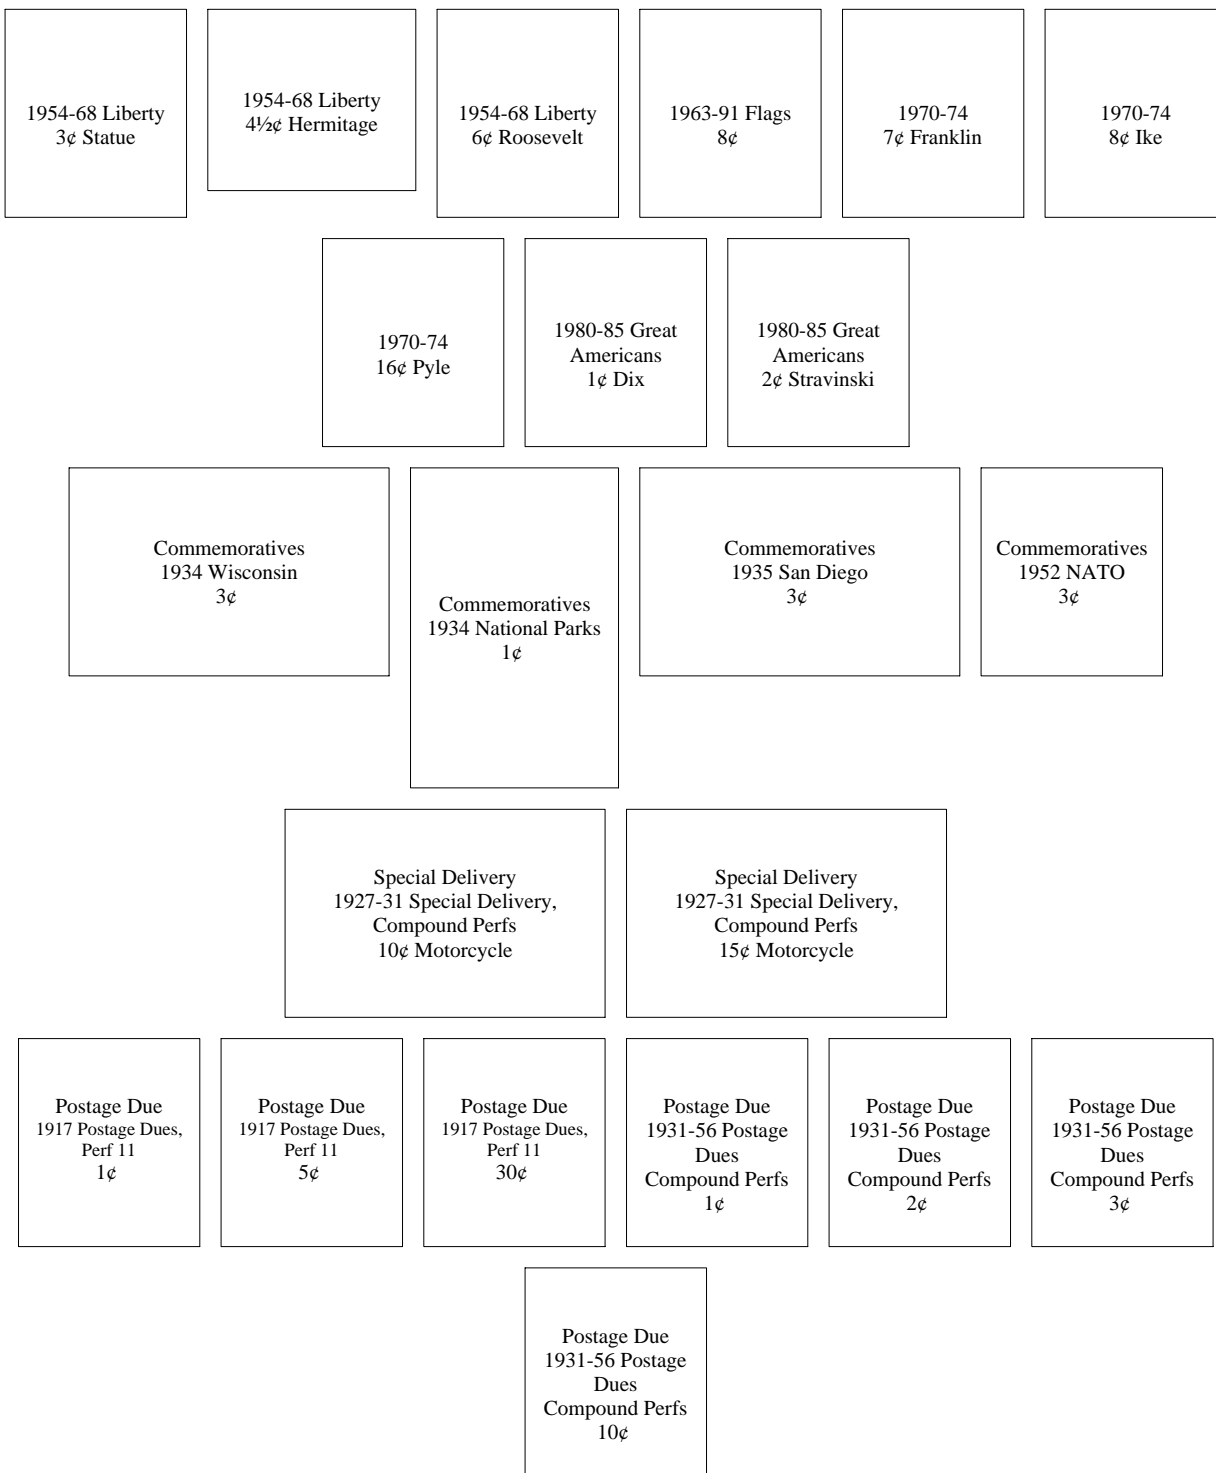 1954-68 Liberty
3¢ Statue
1954-68 Liberty
4½¢ Hermitage
1954-68 Liberty
6¢ Roosevelt
1963-91 Flags
8¢
1970-74
7¢ Franklin
1970-74
8¢ Ike
1970-74
16¢ Pyle
1980-85 Great
Americans
1¢ Dix
1980-85 Great
Americans
2¢ Stravinski
Commemoratives
1934 Wisconsin
3¢
Commemoratives
1934 National Parks
1¢
Commemoratives
1935 San Diego
3¢
Commemoratives
1952 NATO
3¢
Special Delivery
1927-31 Special Delivery,
Compound Perfs
10¢ Motorcycle
Special Delivery
1927-31 Special Delivery,
Compound Perfs
15¢ Motorcycle
Postage Due
1917 Postage Dues,
Perf 11
1¢
Postage Due
1917 Postage Dues,
Perf 11
5¢
Postage Due
1917 Postage Dues,
Perf 11
30¢
Postage Due
1931-56 Postage
Dues
Compound Perfs
1¢
Postage Due
1931-56 Postage
Dues
Compound Perfs
2¢
Postage Due
1931-56 Postage
Dues
Compound Perfs
3¢
Postage Due
1931-56 Postage
Dues
Compound Perfs
10¢